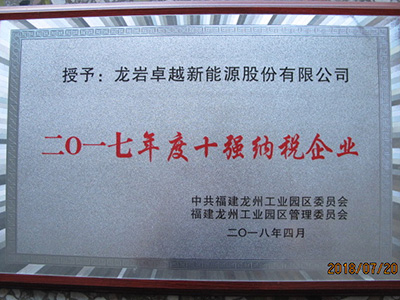 授予：龙岩卓越新能源股份有限公司
二〇一七年度十强纳税企业
中共福建龙州工业园区委员会
福建龙州工业园区管理委员会
二〇一八年四月
2018/07/20